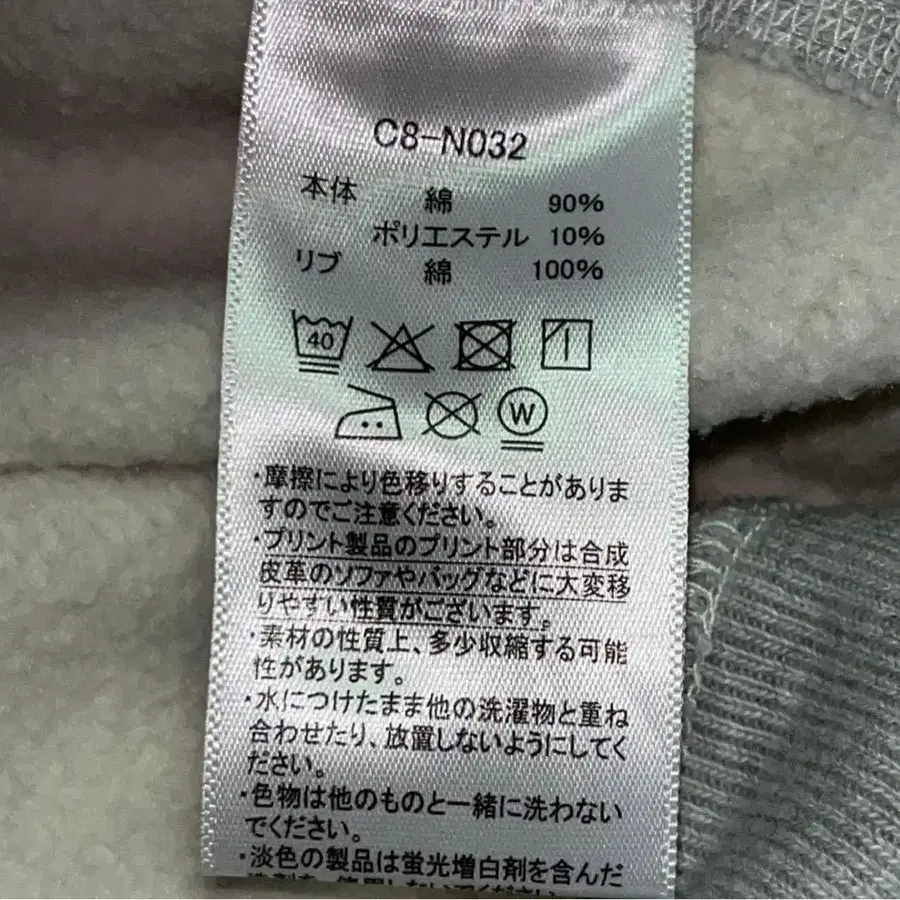 C8-N032
本体 綿 90%
ポリエステル 10%
リブ 綿 100%
40
W
・摩擦により色移りすることがありま
すのでご注意ください。
・プリント製品のプリント部分は合成
皮革のソファやバッグなどに大変移
りやすい性質がございます。
・素材の性質上、多少収縮する可能
性があります。
・水につけたまま他の洗濯物と重ね
合わせたり、放置しないようにしてく
ださい。
・色物は他のものと一緒に洗わない
でください。
・淡色の製品は蛍光増白剤を含んだ